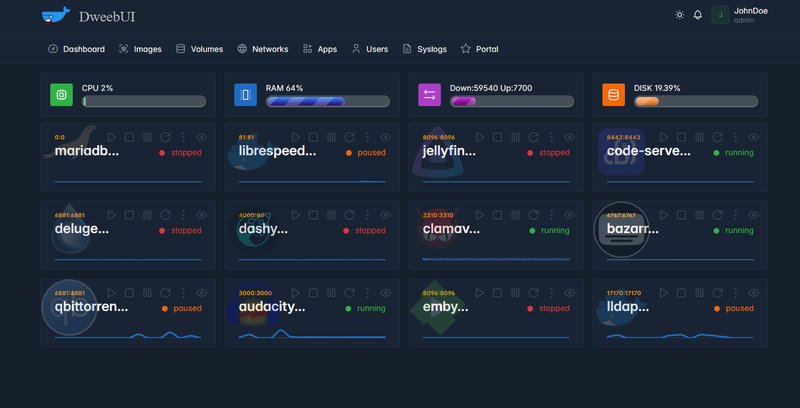 DweebUI
J
JohnDoe
admin
Dashboard Images Volumes Networks Apps Users Syslogs Portal
CPU 2%
RAM 64%
Down:59540 Up:7700
DISK 19.39%
0:0
mariadb... stopped
81:81
librespeed... paused
8096:8096
jellyfin... stopped
8443:8443
code-serve... running
6881:6881
deluge... stopped
4000:80
dashy... stopped
3310:3310
clamav... running
6767:6767
bazarr... running
6881:6881
qbittorren... paused
3000:3000
audacity... running
8096:8096
emby... stopped
17170:17170
lldap... paused